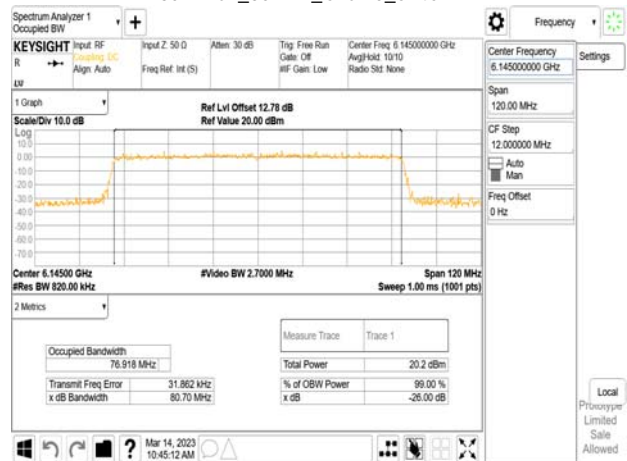 Spectrum Analyzer 1
Occupied BW
Frequency
KEYSIGHT
R
Input: RF
Coupling: DC
Align: Auto
Input Z: 50 Ω
Freq Ref: Int (S)
Atten: 30 dB
Trig: Free Run
Gate: Off
#IF Gain: Low
Center Freq: 6.145000000 GHz
Avg|Hold: 10/10
Radio Std: None
Center Frequency
6.145000000 GHz
Settings
Span
120.00 MHz
CF Step
12.000000 MHz
Auto
Man
Freq Offset
0 Hz
1 Graph
Scale/Div 10.0 dB
Ref Lvl Offset 12.78 dB
Ref Value 20.00 dBm
Log
10.0
0.00
-10.0
-20.0
-30.0
-40.0
-50.0
-60.0
-70.0
Center 6.14500 GHz
#Res BW 820.00 kHz
#Video BW 2.7000 MHz
Span 120 MHz
Sweep 1.00 ms (1001 pts)
2 Metrics
Measure Trace Trace 1
Occupied Bandwidth
76.918 MHz
Total Power 20.2 dBm
Transmit Freq Error 31.862 kHz
% of OBW Power 99.00 %
x dB Bandwidth 80.70 MHz
x dB -26.00 dB
Local
Prototype
Limited
Sale
Allowed
Mar 14, 2023
10:45:12 AM